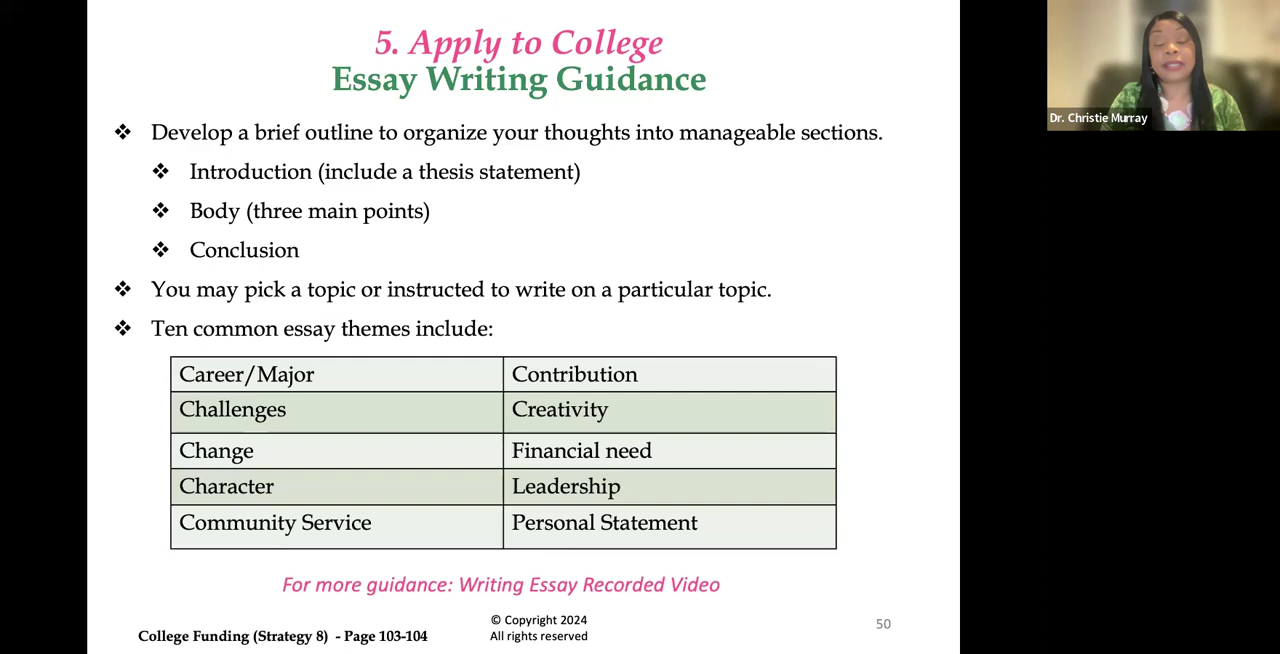 5. Apply to College
Essay Writing Guidance
❖ Develop a brief outline to organize your thoughts into manageable sections.
❖ Introduction (include a thesis statement)
❖ Body (three main points)
❖ Conclusion
❖ You may pick a topic or instructed to write on a particular topic.
❖ Ten common essay themes include:
Career/Major Contribution
Challenges Creativity
Change Financial need
Character Leadership
Community Service Personal Statement
For more guidance: Writing Essay Recorded Video
College Funding (Strategy 8) - Page 103-104
© Copyright 2024
All rights reserved
50
Dr. Christie Murray